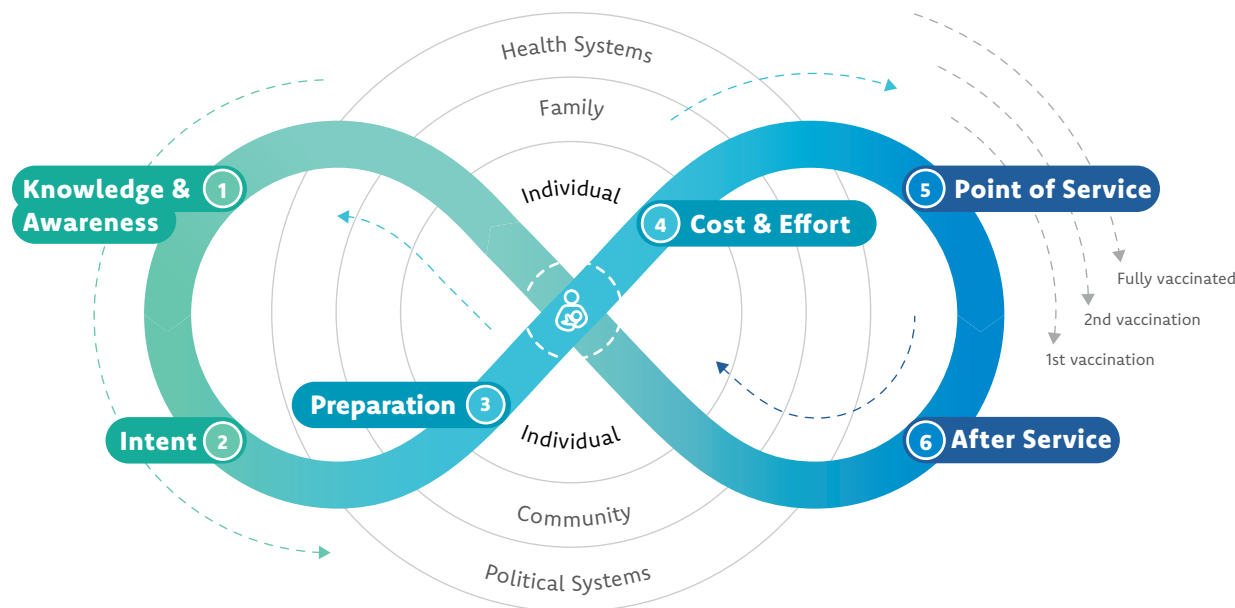 Health Systems
Family
Individual
Knowledge & 1
Awareness
5 Point of Service
4 Cost & Effort
Fully vaccinated
2nd vaccination
1st vaccination
Preparation 3
Intent 2
Individual
6 After Service
Community
Political Systems